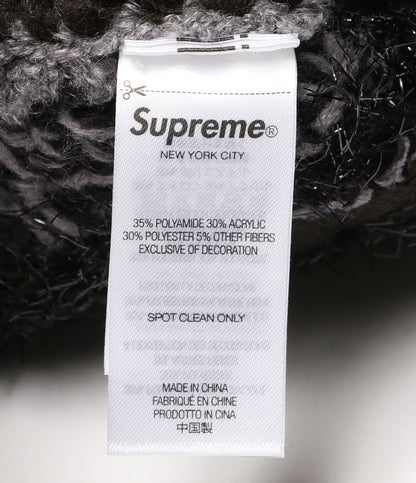 Supreme®
NEW YORK CITY
35% POLYAMIDE 30% ACRYLIC
30% POLYESTER 5% OTHER FIBERS
EXCLUSIVE OF DECORATION
SPOT CLEAN ONLY
MADE IN CHINA
FABRIQUÉ EN CHINE
PRODOTTO IN CINA
中国製